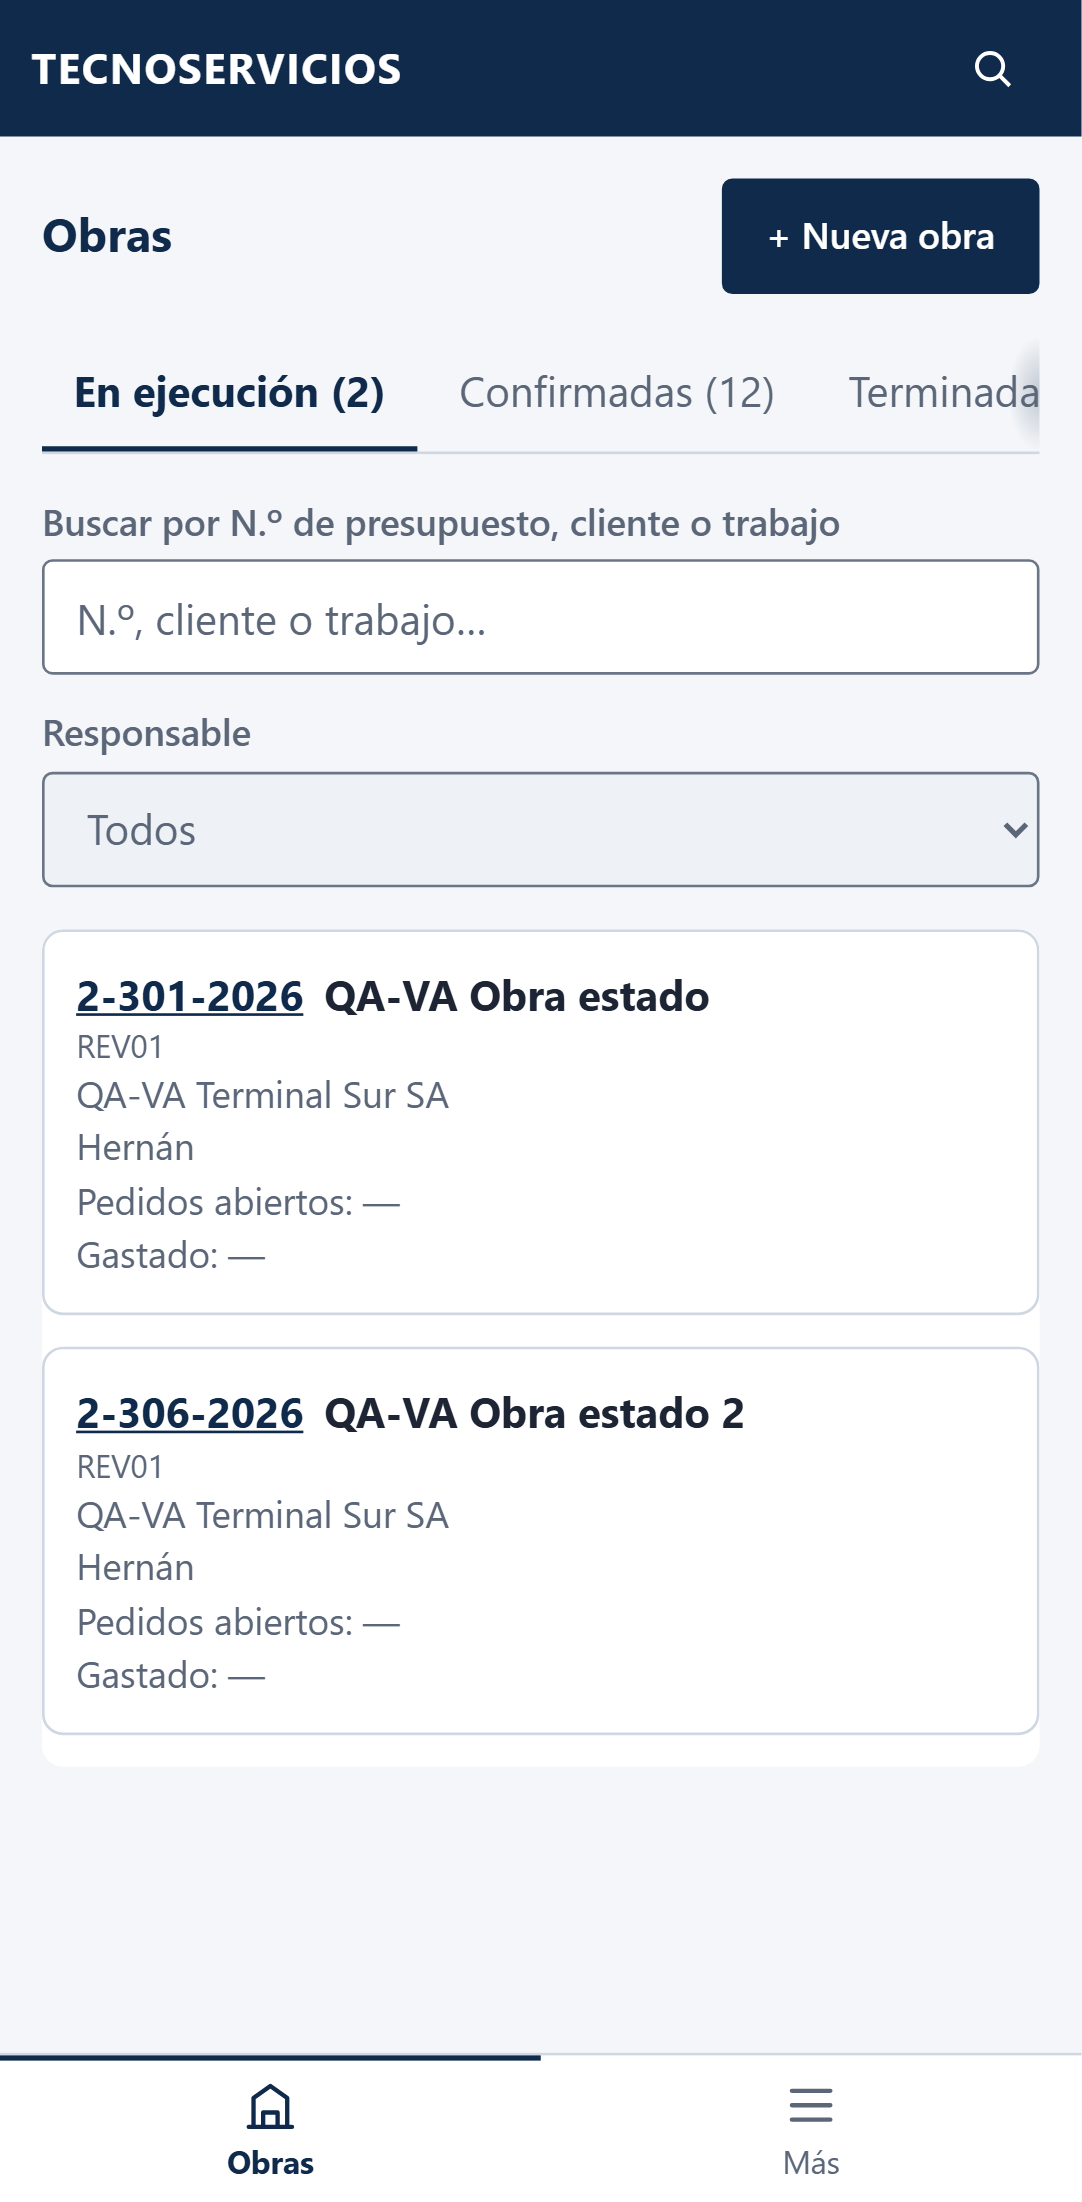 TECNOSERVICIOS
Obras
+ Nueva obra
En ejecución (2)
Confirmadas (12)
Terminada
Buscar por N.º de presupuesto, cliente o trabajo
N.º, cliente o trabajo...
Responsable
Todos
2-301-2026 QA-VA Obra estado
REV01
QA-VA Terminal Sur SA
Hernán
Pedidos abiertos: —
Gastado: —
2-306-2026 QA-VA Obra estado 2
REV01
QA-VA Terminal Sur SA
Hernán
Pedidos abiertos: —
Gastado: —
Obras
Más